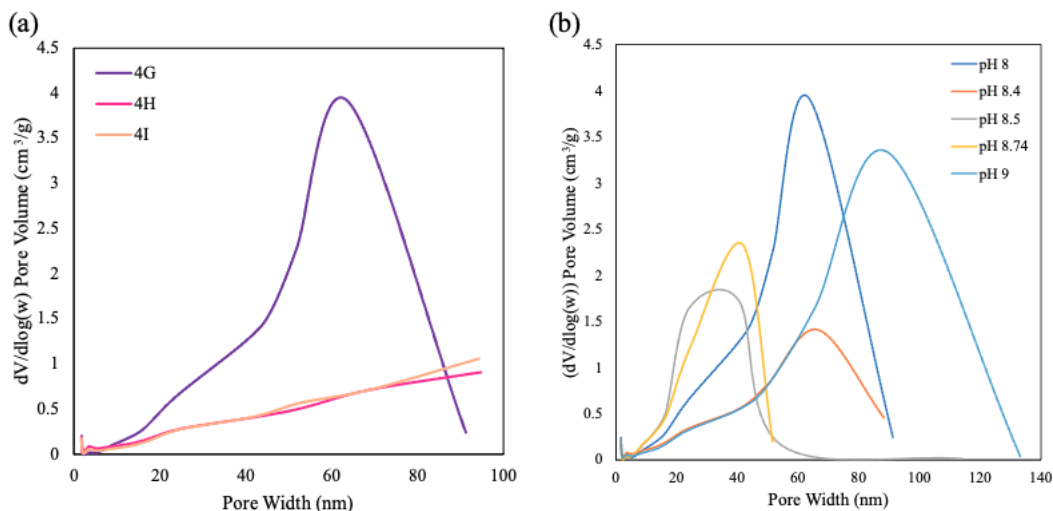 (a)
4.5
4
3.5
3
2.5
2
1.5
1
0.5
0
dV/dlog(w) Pore Volume (cm³/g)
4G
4H
4I
0 20 40 60 80 100
Pore Width (nm)
(b)
4.5
4
3.5
3
2.5
2
1.5
1
0.5
0
(dV/dlog(w)) Pore Volume (cm³/g)
pH 8
pH 8.4
pH 8.5
pH 8.74
pH 9
0 20 40 60 80 100 120 140
Pore Width (nm)